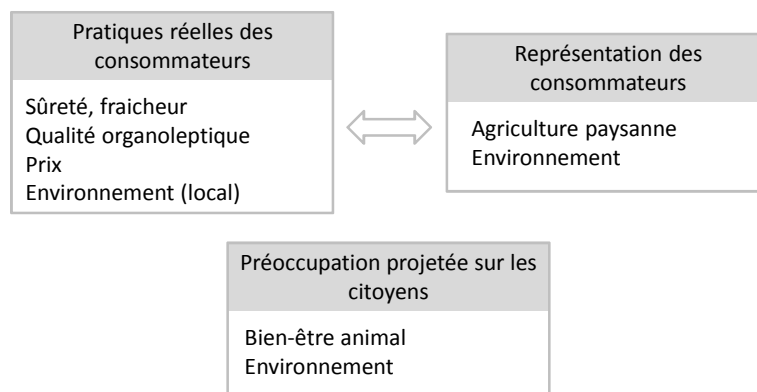 Pratiques réelles des
consommateurs
Sûreté, fraicheur
Qualité organoleptique
Prix
Environnement (local)
Représentation des
consommateurs
Agriculture paysanne
Environnement
Préoccupation projetée sur les
citoyens
Bien-être animal
Environnement